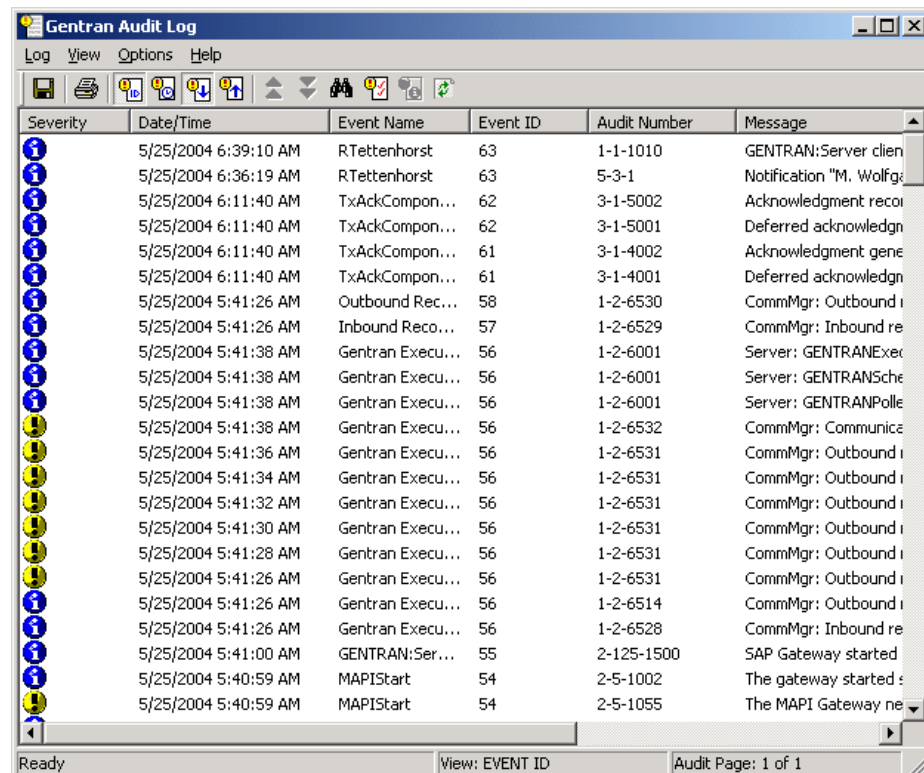 Gentran Audit Log
Log View Options Help
Severity Date/Time Event Name Event ID Audit Number Message
5/25/2004 6:39:10 AM RTettenhorst 63 1-1-1010 GENTRAN:Server clien
5/25/2004 6:36:19 AM RTettenhorst 63 5-3-1 Notification "M. Wolfga
5/25/2004 6:11:40 AM TxAckCompon... 62 3-1-5002 Acknowledgment recor
5/25/2004 6:11:40 AM TxAckCompon... 62 3-1-5001 Deferred acknowledgn
5/25/2004 6:11:40 AM TxAckCompon... 61 3-1-4002 Acknowledgment gene
5/25/2004 6:11:40 AM TxAckCompon... 61 3-1-4001 Deferred acknowledgn
5/25/2004 5:41:26 AM Outbound Rec... 58 1-2-6530 CommMgr: Outbound
5/25/2004 5:41:26 AM Inbound Reco... 57 1-2-6529 CommMgr: Inbound re
5/25/2004 5:41:38 AM Gentran Execu... 56 1-2-6001 Server: GENTRANExec
5/25/2004 5:41:38 AM Gentran Execu... 56 1-2-6001 Server: GENTRANSche
5/25/2004 5:41:38 AM Gentran Execu... 56 1-2-6001 Server: GENTRANPolle
5/25/2004 5:41:38 AM Gentran Execu... 56 1-2-6532 CommMgr: Communica
5/25/2004 5:41:36 AM Gentran Execu... 56 1-2-6531 CommMgr: Outbound
5/25/2004 5:41:34 AM Gentran Execu... 56 1-2-6531 CommMgr: Outbound
5/25/2004 5:41:32 AM Gentran Execu... 56 1-2-6531 CommMgr: Outbound
5/25/2004 5:41:30 AM Gentran Execu... 56 1-2-6531 CommMgr: Outbound
5/25/2004 5:41:28 AM Gentran Execu... 56 1-2-6531 CommMgr: Outbound
5/25/2004 5:41:26 AM Gentran Execu... 56 1-2-6531 CommMgr: Outbound
5/25/2004 5:41:26 AM Gentran Execu... 56 1-2-6514 CommMgr: Outbound
5/25/2004 5:41:26 AM Gentran Execu... 56 1-2-6528 CommMgr: Inbound re
5/25/2004 5:41:00 AM GENTRAN:Ser... 55 2-125-1500 SAP Gateway started
5/25/2004 5:40:59 AM MAPIStart 54 2-5-1002 The gateway started s
5/25/2004 5:40:59 AM MAPIStart 54 2-5-1055 The MAPI Gateway ne
Ready View: EVENT ID Audit Page: 1 of 1